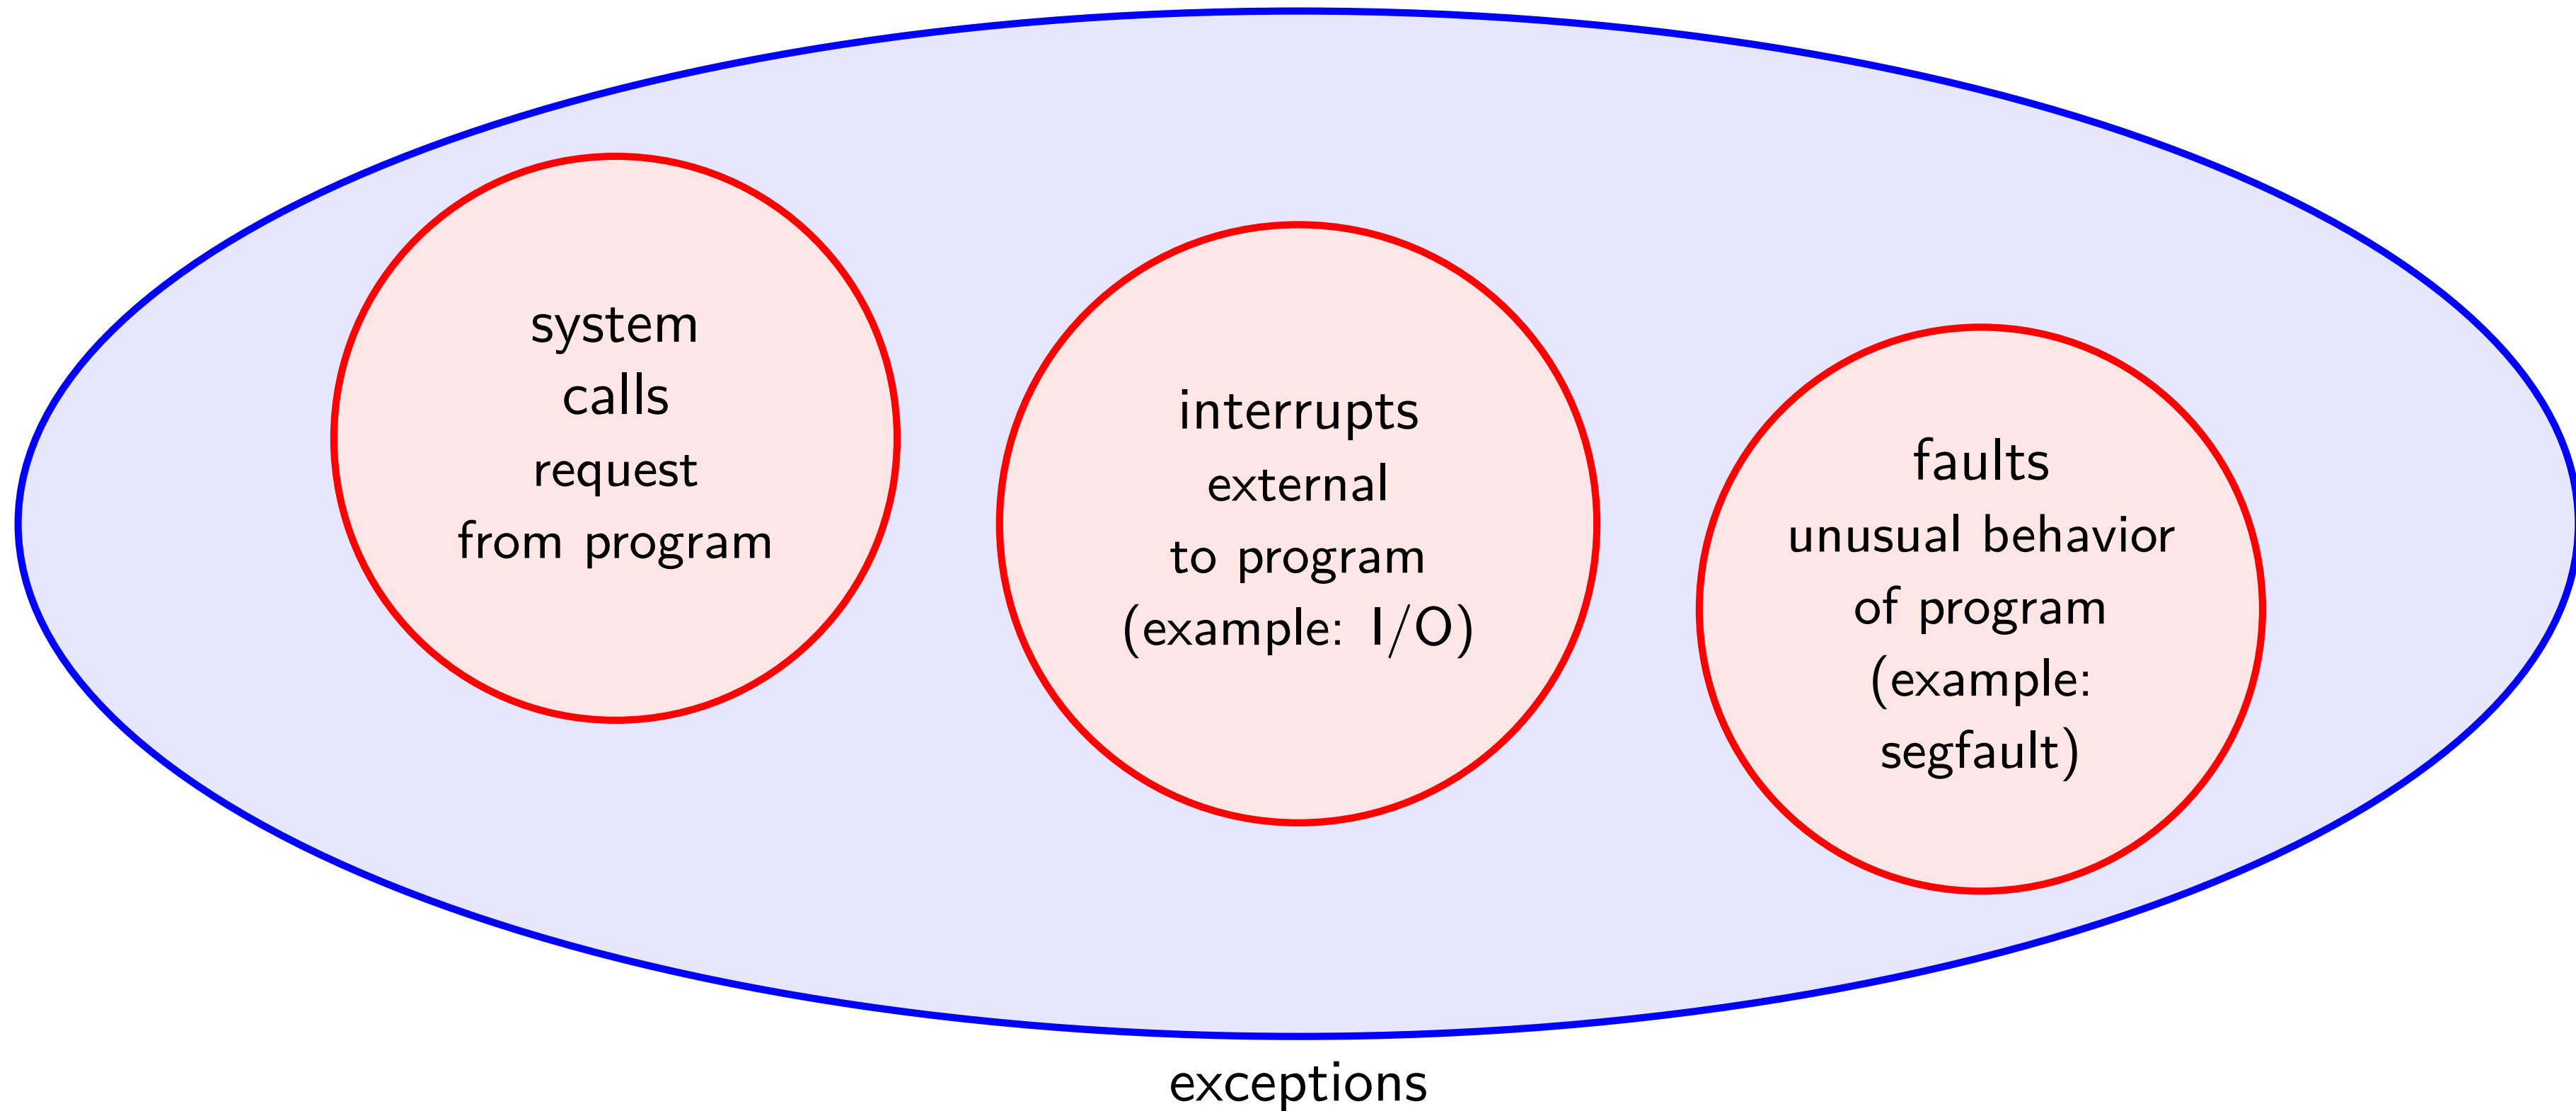 system
calls
request
from program
interrupts
external
to program
(example: I/O)
faults
unusual behavior
of program
(example:
segfault)
exceptions